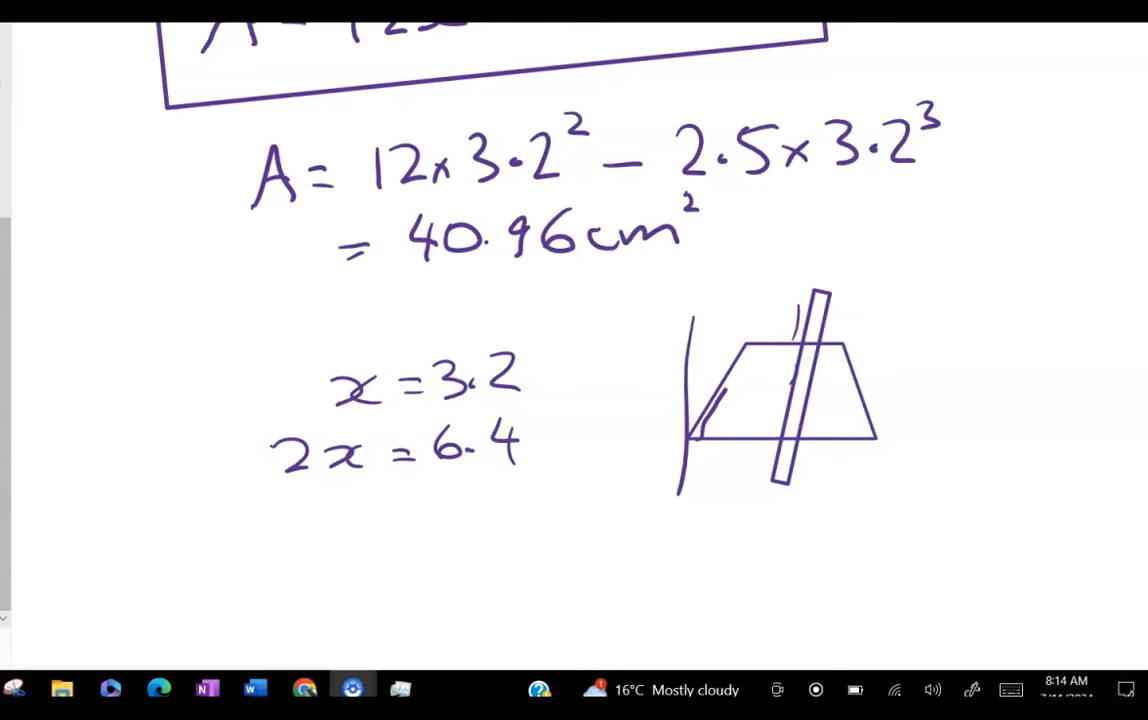 A = 12x
A = 12 × 3.2² − 2.5 × 3.2³
= 40.96 cm²
x = 3.2
2x = 6.4
16°C Mostly cloudy
8:14 AM